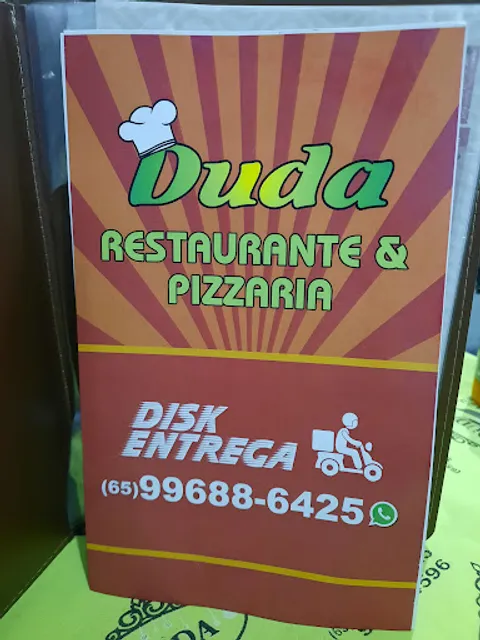 Duda
RESTAURANTE &
PIZZARIA
DISK
ENTREGA
(65)99688-6425